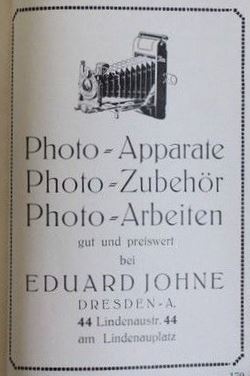 Photo-Apparate
Photo-Zubehör
Photo-Arbeiten
gut und preiswert
bei
EDUARD JOHNE
DRESDEN-A.
44 Lindenaustr. 44
am Lindenauplatz